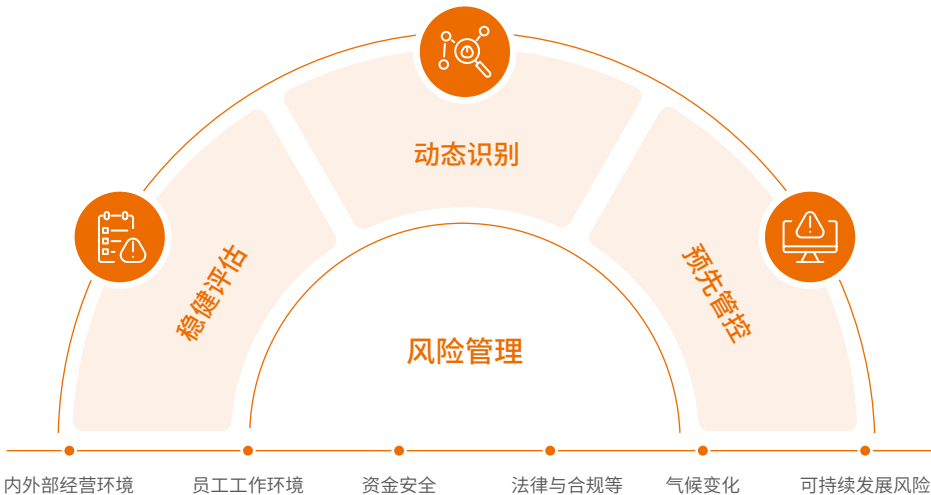 动态识别
稳健评估
预先管控
风险管理
内外部经营环境
员工工作环境
资金安全
法律与合规等
气候变化
可持续发展风险